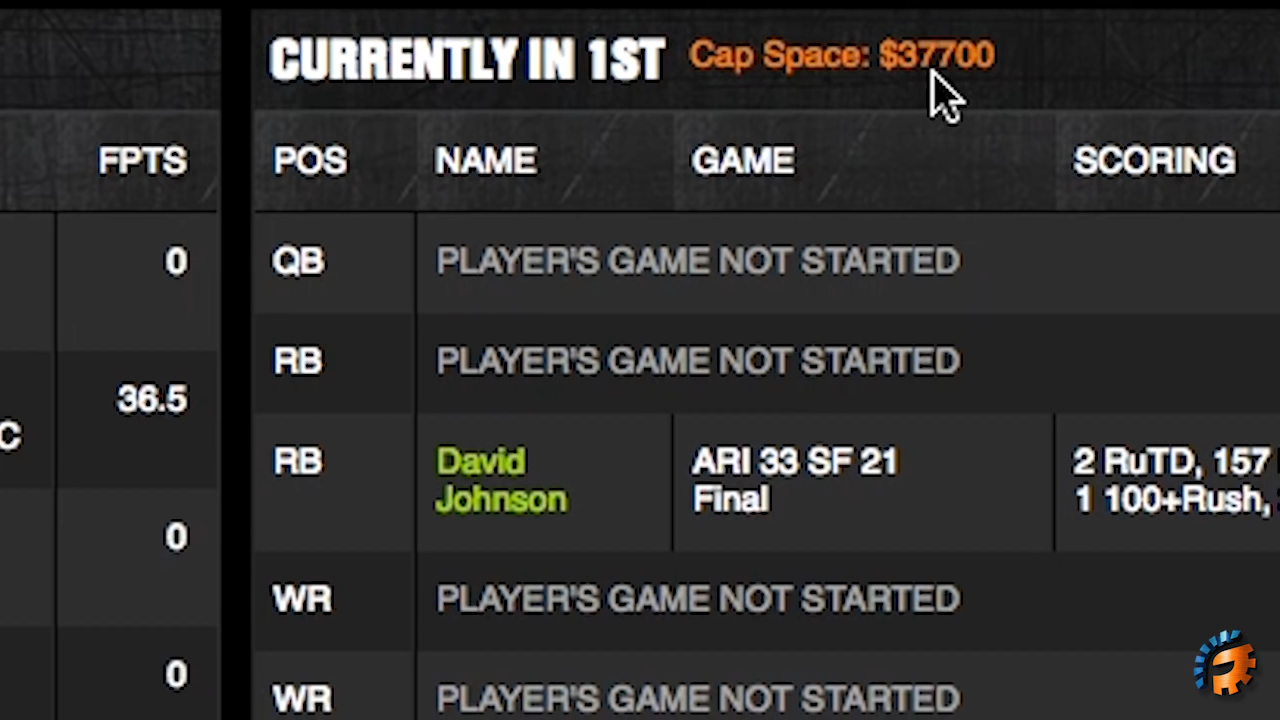 CURRENTLY IN 1ST Cap Space: $37700
FPTS POS NAME GAME SCORING
0 QB PLAYER'S GAME NOT STARTED
RB PLAYER'S GAME NOT STARTED
36.5
C
RB David Johnson ARI 33 SF 21 Final 2 RuTD, 157
1 100+Rush,
0
WR PLAYER'S GAME NOT STARTED
0
WR PLAYER'S GAME NOT STARTED